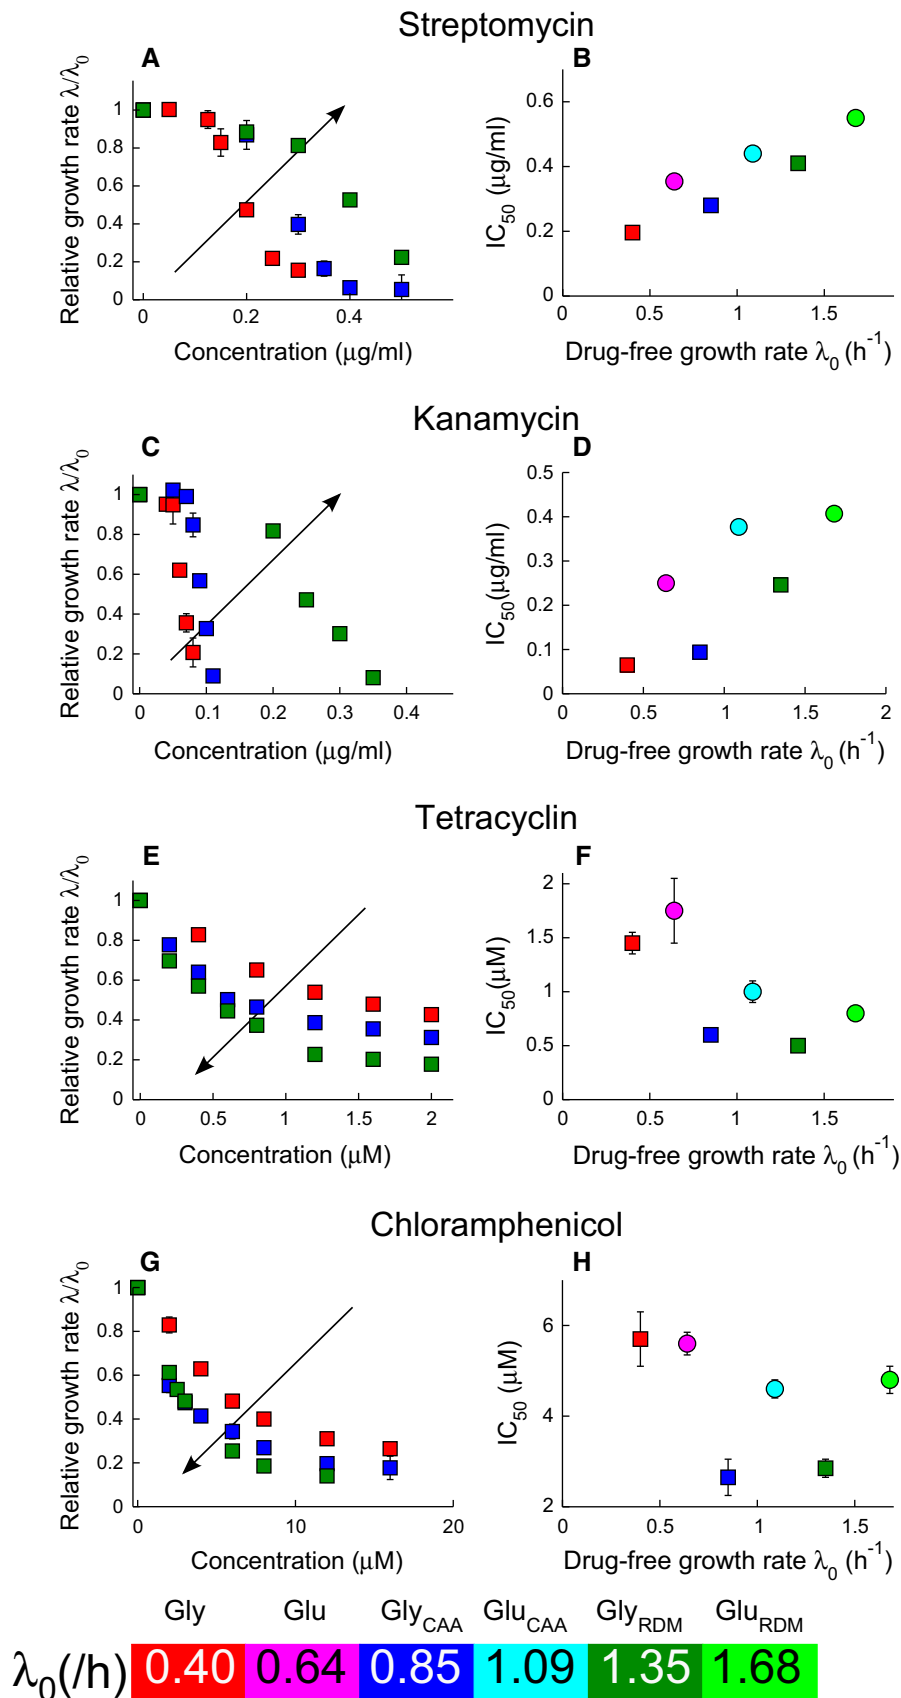 Streptomycin
A
Relative growth rate λ/λ₀
1
0.8
0.6
0.4
0.2
0
0
0.2
0.4
Concentration (μg/ml)
B
IC₅₀ (μg/ml)
0.6
0.4
0.2
0
0
0.5
1
1.5
Drug-free growth rate λ₀ (h⁻¹)
Kanamycin
C
Relative growth rate λ/λ₀
1
0.8
0.6
0.4
0.2
0
0
0.1
0.2
0.3
0.4
Concentration (μg/ml)
D
IC₅₀(μg/ml)
0.5
0.4
0.3
0.2
0.1
0
0
0.5
1
1.5
2
Drug-free growth rate λ₀ (h⁻¹)
Tetracyclin
E
Relative growth rate λ/λ₀
1
0.8
0.6
0.4
0.2
0
0
0.5
1
1.5
2
Concentration (μM)
F
IC₅₀(μM)
2
1.5
1
0.5
0
0
0.5
1
1.5
Drug-free growth rate λ₀ (h⁻¹)
Chloramphenicol
G
Relative growth rate λ/λ₀
1
0.8
0.6
0.4
0.2
0
0
10
20
Concentration (μM)
H
IC₅₀ (μM)
6
4
2
0
0.5
1
1.5
Drug-free growth rate λ₀ (h⁻¹)
Gly Glu Gly_CAA Glu_CAA Gly_RDM Glu_RDM
λ₀(/h) 0.40 0.64 0.85 1.09 1.35 1.68